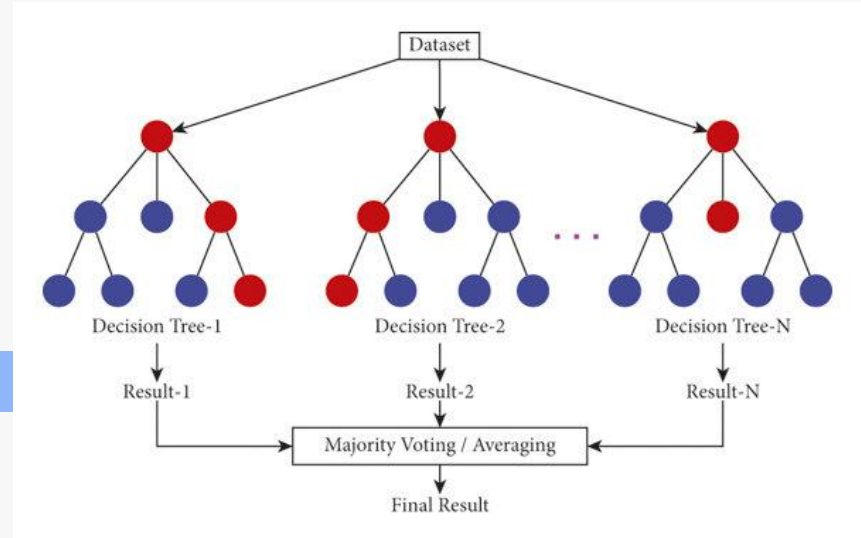 Dataset
Decision Tree-1
Decision Tree-2
Decision Tree-N
Result-1
Result-2
Result-N
Majority Voting / Averaging
Final Result